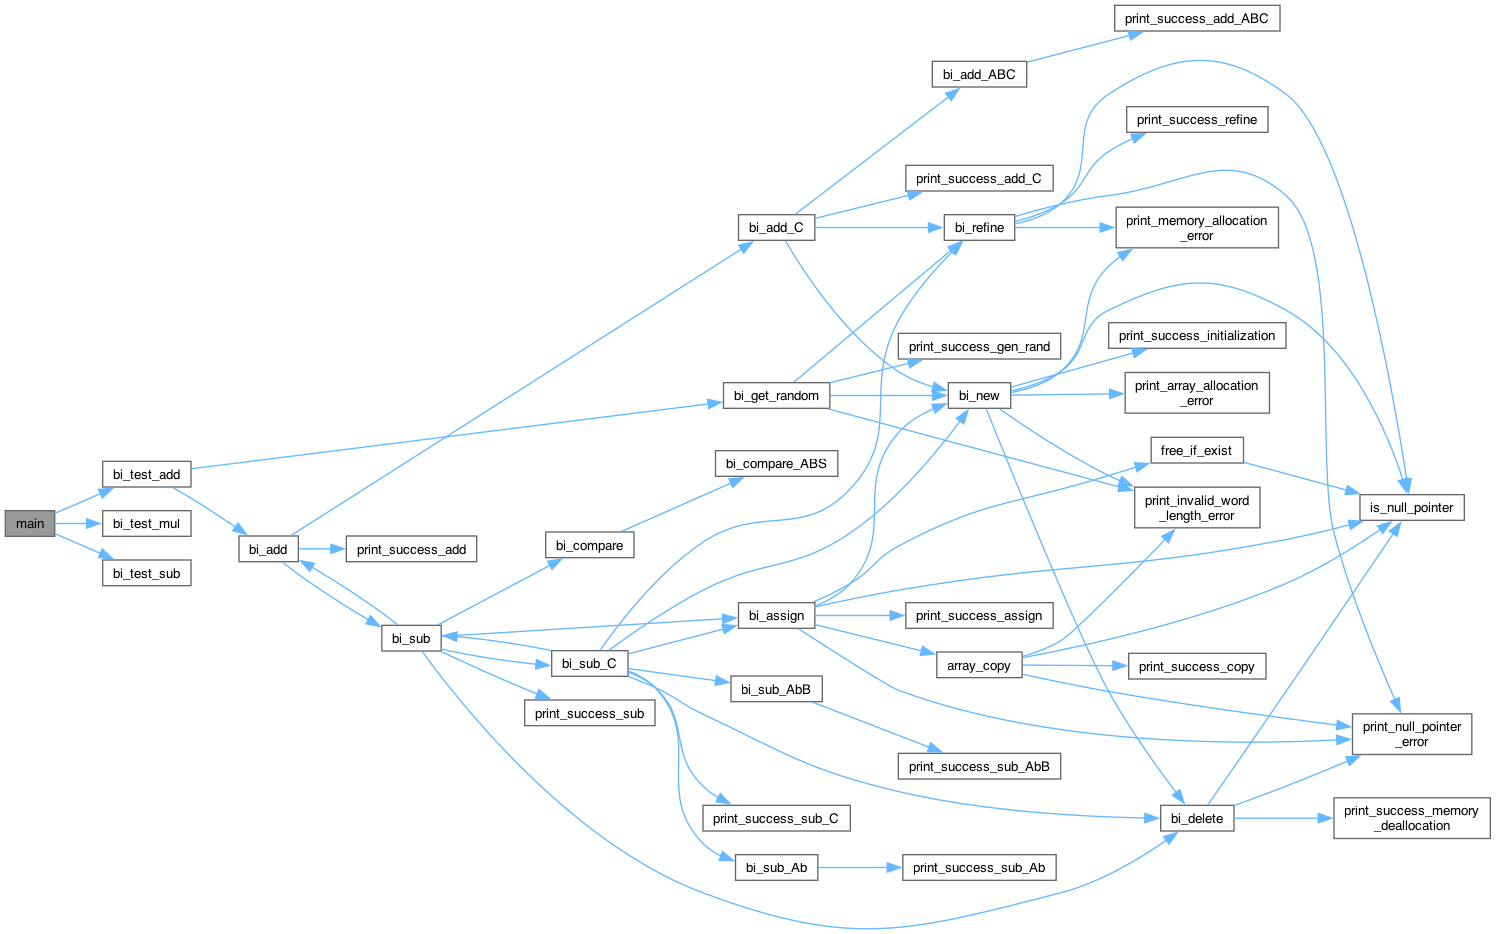 print_success_add_ABC
bi_add_ABC
print_success_refine
print_success_add_C
bi_add_C
bi_refine
print_memory_allocation
_error
print_success_initialization
print_success_gen_rand
bi_get_random
bi_new
print_array_allocation
_error
free_if_exist
bi_compare_ABS
bi_test_add
main
bi_test_mul
bi_test_sub
bi_add
print_success_add
bi_compare
print_invalid_word
_length_error
is_null_pointer
bi_assign
print_success_assign
bi_sub
bi_sub_C
array_copy
print_success_copy
bi_sub_AbB
print_success_sub
print_null_pointer
_error
print_success_sub_AbB
print_success_sub_C
bi_delete
print_success_memory
_deallocation
bi_sub_Ab
print_success_sub_Ab